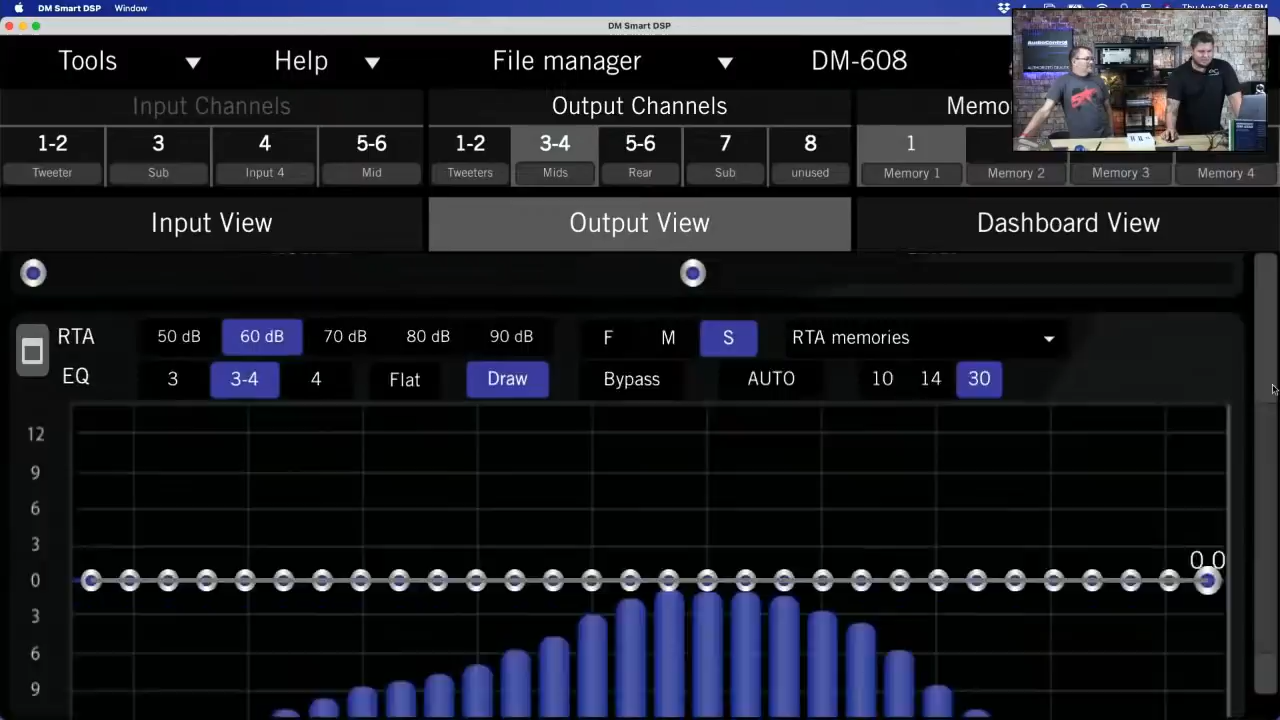 DM Smart DSP Window
DM Smart DSP
Tools Help File manager DM-608
Input Channels Output Channels
1-2 3 4 5-6 1-2 3-4 5-6 7 8 1
Tweeter Sub Input 4 Mid Tweeters Mids Rear Sub unused Memory 1 Memory 2 Memory 3 Memory 4
Input View Output View Dashboard View
RTA 50 dB 60 dB 70 dB 80 dB 90 dB F M S RTA memories
EQ 3 3-4 4 Flat Draw Bypass AUTO 10 14 30
12
9
6
3
0.0
0
3
6
9